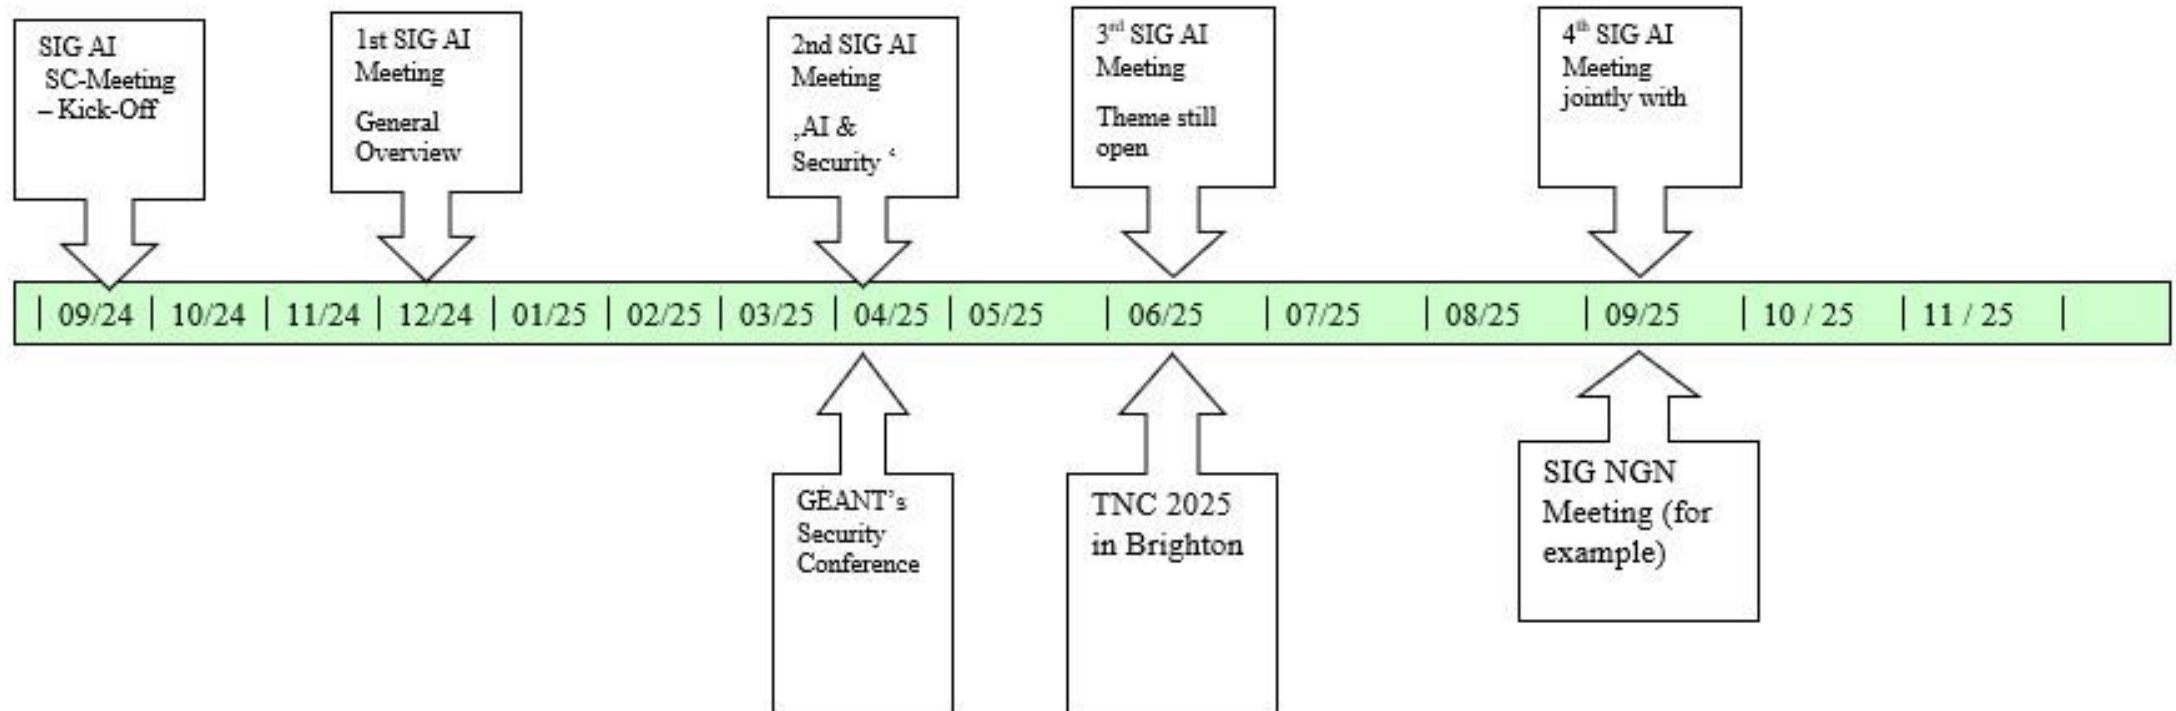 SIG AI
SC-Meeting
– Kick-Off
1st SIG AI
Meeting
General
Overview
2nd SIG AI
Meeting
‚AI &
Security ‘
3rd SIG AI
Meeting
Theme still
open
4th SIG AI
Meeting
jointly with
| 09/24 | 10/24 | 11/24 | 12/24 | 01/25 | 02/25 | 03/25 | 04/25 | 05/25 | 06/25 | 07/25 | 08/25 | 09/25 | 10 / 25 | 11 / 25 |
GÉANT’s
Security
Conference
TNC 2025
in Brighton
SIG NGN
Meeting (for
example)